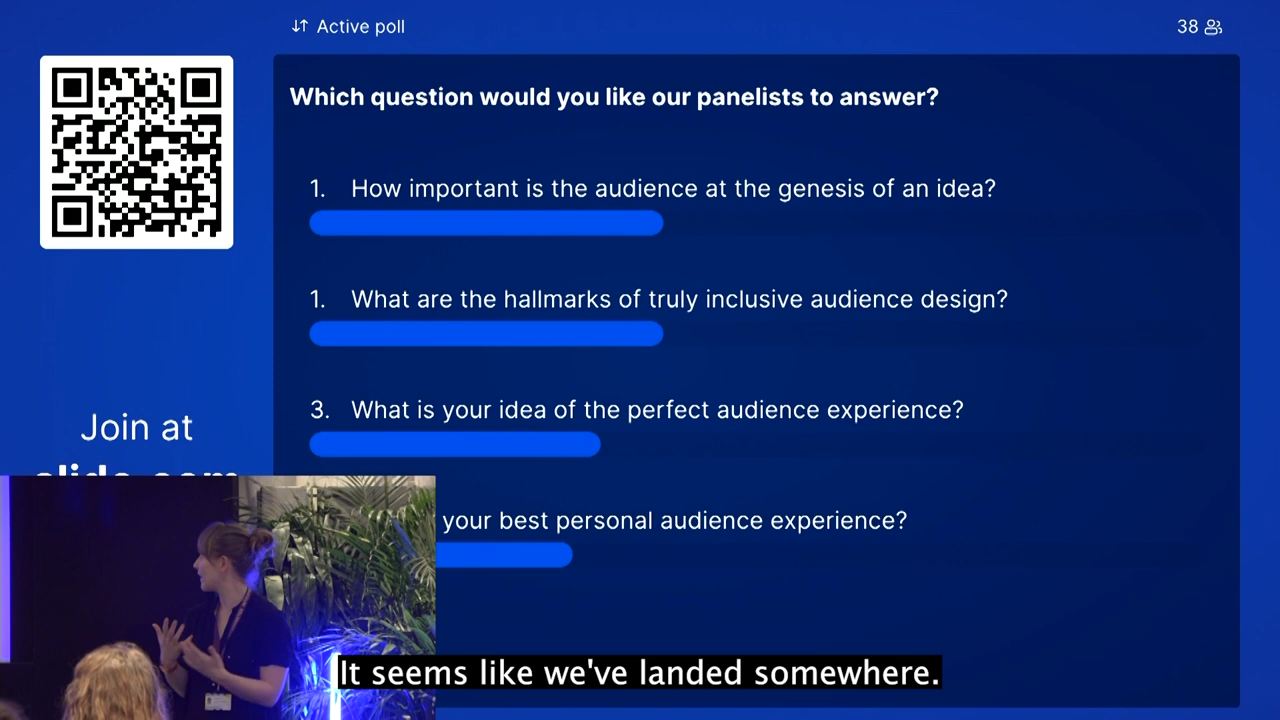 Active poll
38
Which question would you like our panelists to answer?
1. How important is the audience at the genesis of an idea?
1. What are the hallmarks of truly inclusive audience design?
3. What is your idea of the perfect audience experience?
your best personal audience experience?
Join at
slido.com
It seems like we've landed somewhere.